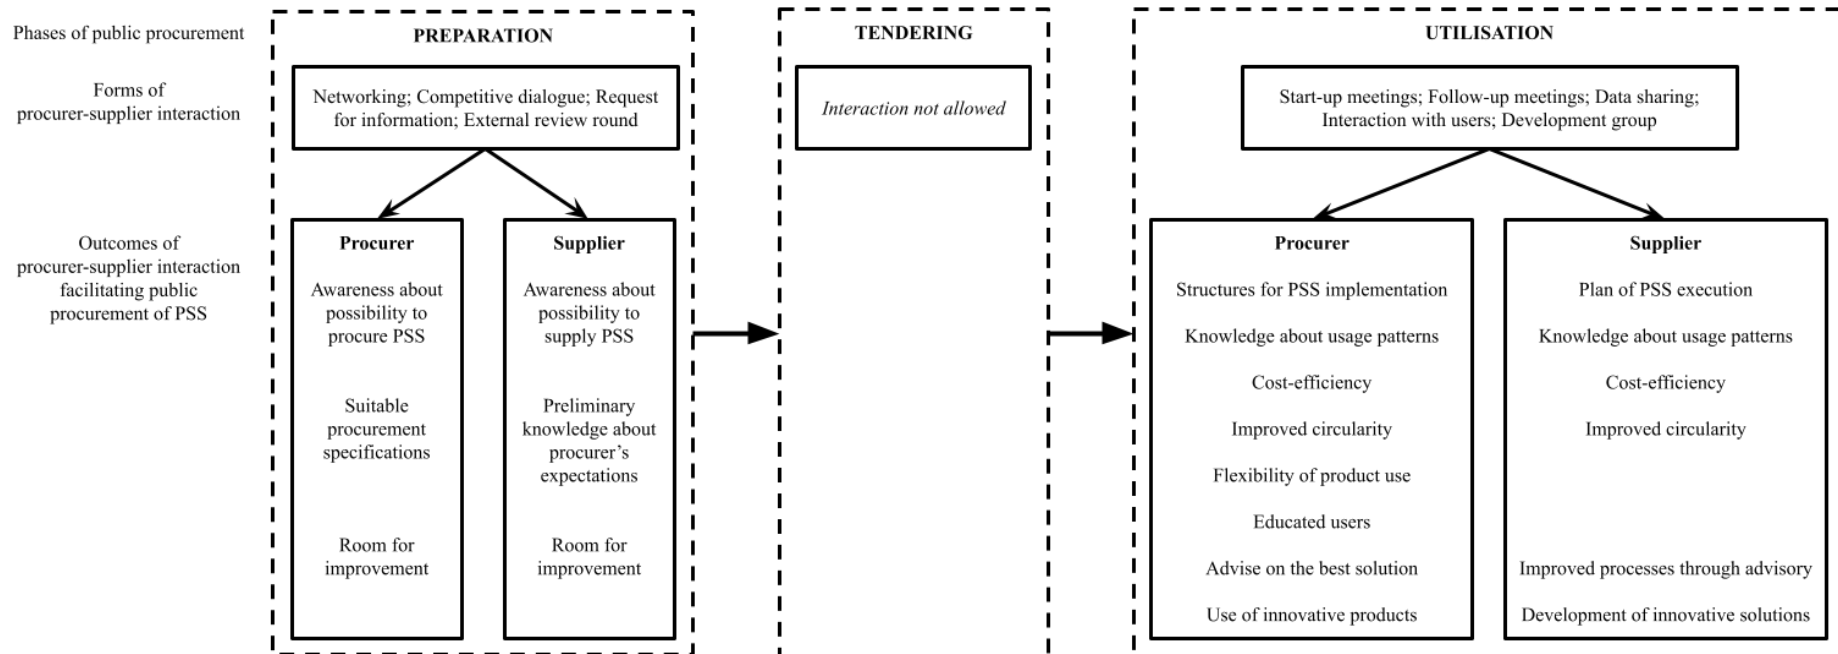 Phases of public procurement
PREPARATION
TENDERING
UTILISATION
Forms of
procurer-supplier interaction
Networking; Competitive dialogue; Request
for information; External review round
Interaction not allowed
Start-up meetings; Follow-up meetings; Data sharing;
Interaction with users; Development group
Outcomes of
procurer-supplier interaction
facilitating public
procurement of PSS
Procurer
Awareness about
possibility to
procure PSS
Suitable
procurement
specifications
Room for
improvement
Supplier
Awareness about
possibility to
supply PSS
Preliminary
knowledge about
procurer’s
expectations
Room for
improvement
Procurer
Structures for PSS implementation
Knowledge about usage patterns
Cost-efficiency
Improved circularity
Flexibility of product use
Educated users
Advise on the best solution
Use of innovative products
Supplier
Plan of PSS execution
Knowledge about usage patterns
Cost-efficiency
Improved circularity
Improved processes through advisory
Development of innovative solutions